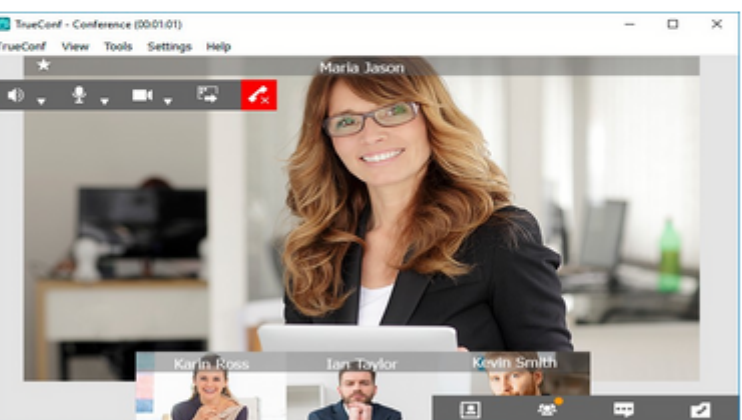 TrueConf - Conference (00:01:01)
TrueConf View Tools Settings Help
Maria Jason
Karin Ross
Ian Taylor
Kevin Smith